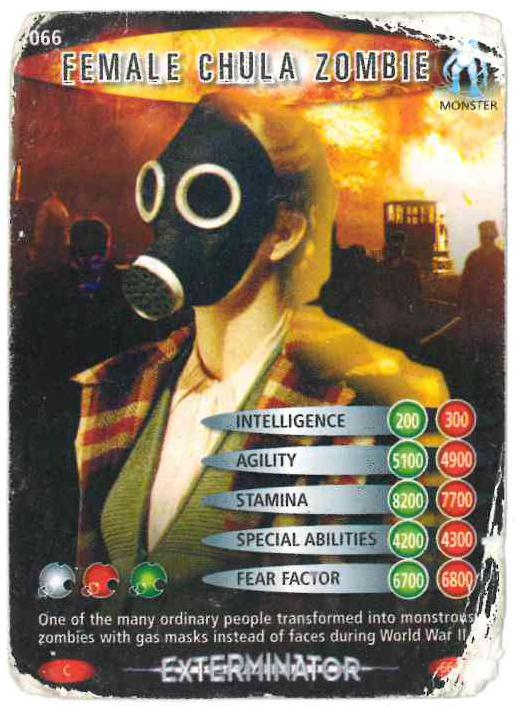 066
FEMALE CHULA ZOMBIE
MONSTER
INTELLIGENCE 200 300
AGILITY 5100 4900
STAMINA 8200 7700
SPECIAL ABILITIES 4200 4300
FEAR FACTOR 6700 6800
One of the many ordinary people transformed into monstrous
zombies with gas masks instead of faces during World War II
C EXTERMINATOR